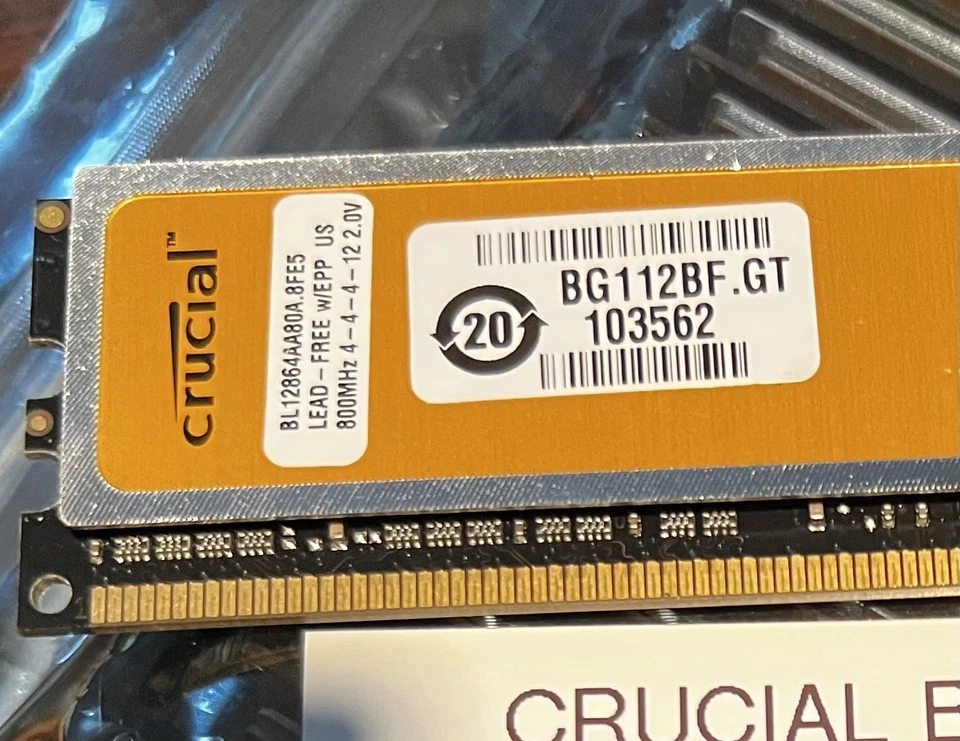 crucial™
BL12864AA80A.8FE5
LEAD-FREE w/EPP US
800MHz 4-4-4-12 2.0V
BG112BF.GT
20
103562
1
CRUCIAL